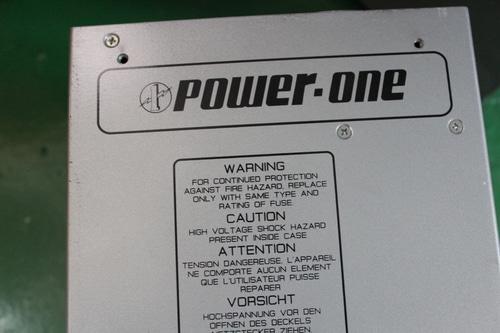 POWER-ONE
WARNING
FOR CONTINUED PROTECTION
AGAINST FIRE HAZARD, REPLACE
ONLY WITH SAME TYPE AND
RATING OF FUSE.
CAUTION
HIGH VOLTAGE SHOCK HAZARD
PRESENT INSIDE CASE
ATTENTION
TENSION DANGEREUSE. L'APPAREIL
NE COMPORTE AUCUN ELEMENT
QUE L'UTILISATEUR PUISSE
REPARER
VORSICHT
HOCHSPANNUNG VOR DEN
OFFNEN DES DECKELS
NETZSTECKER ZIEHEN